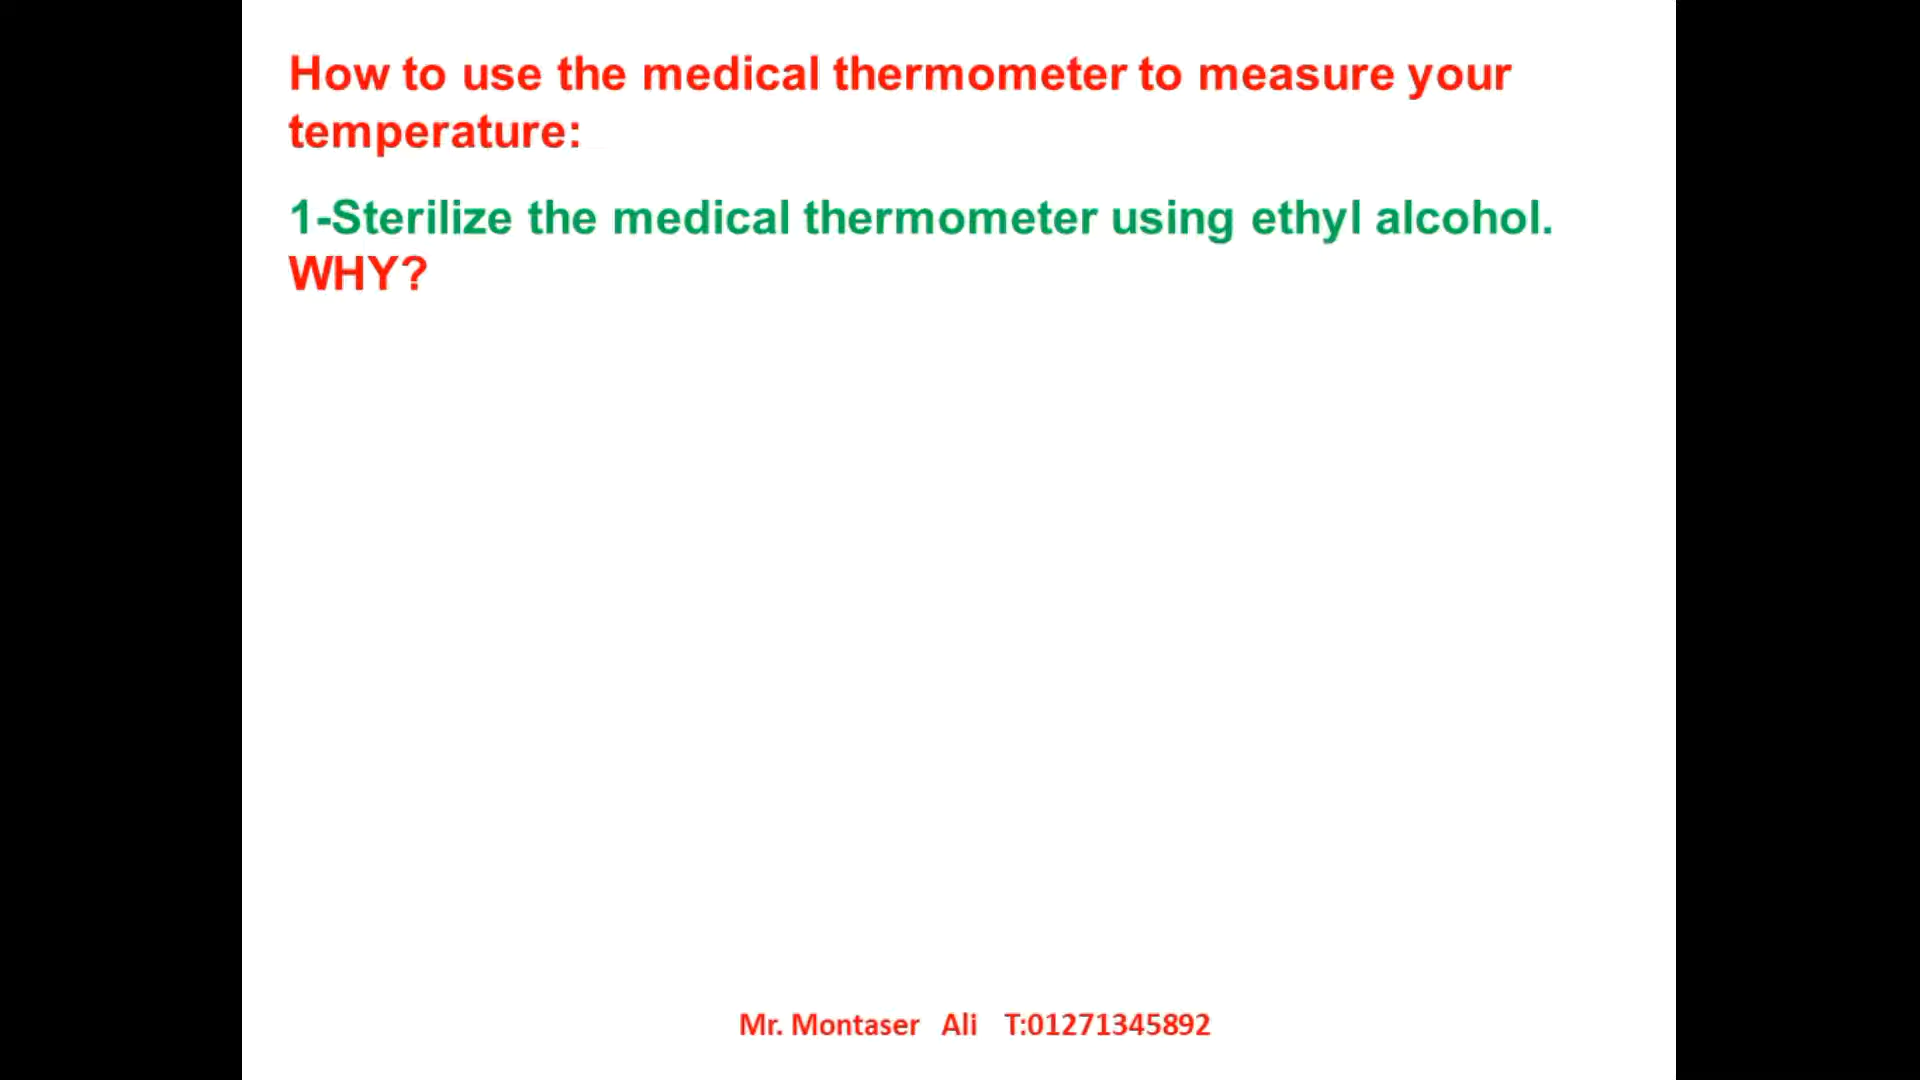 How to use the medical thermometer to measure your
temperature:
1-Sterilize the medical thermometer using ethyl alcohol.
WHY?
Mr. Montaser Ali T:01271345892